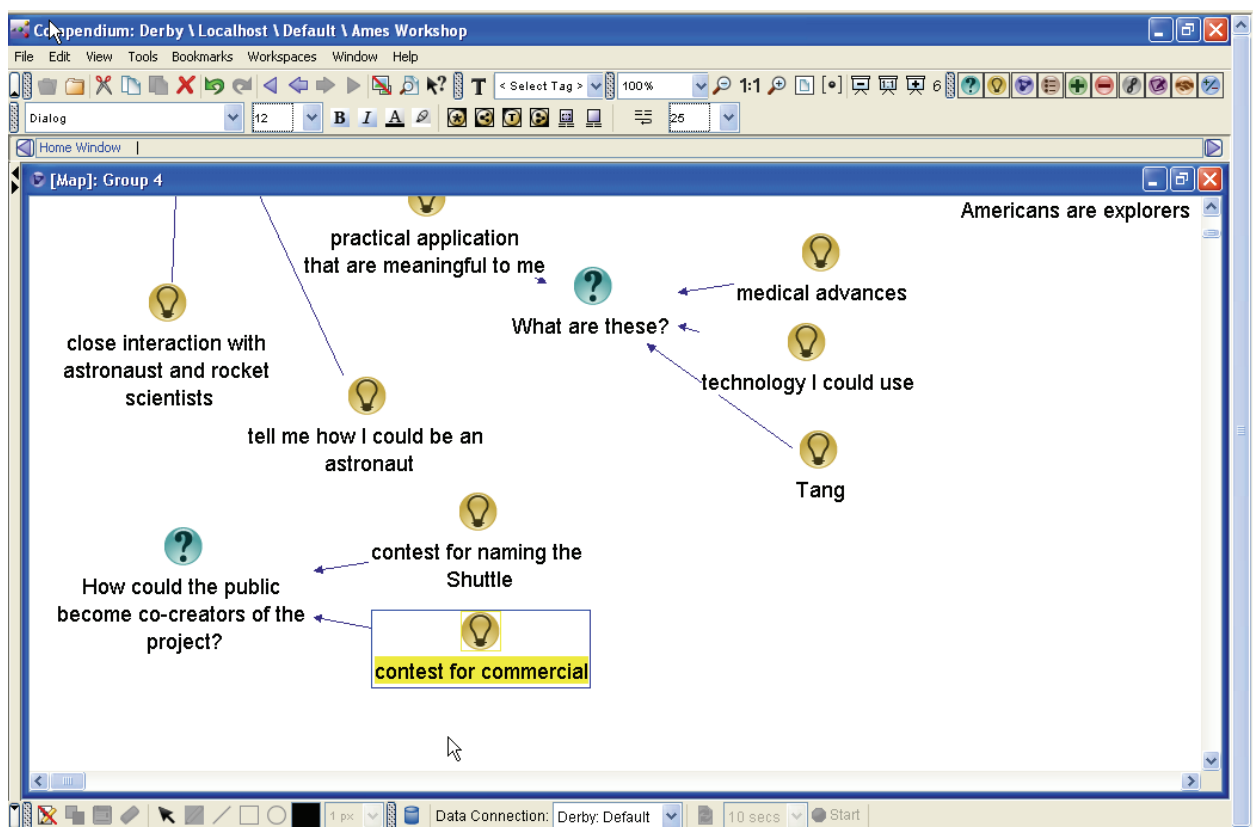 Compendium: Derby \ Localhost \ Default \ Ames Workshop
File Edit View Tools Bookmarks Workspaces Window Help
T < Select Tag > 100% 1:1 6
Dialog 12 B I A 25
Home Window
[Map]: Group 4
Americans are explorers
practical application
that are meaningful to me
medical advances
What are these?
close interaction with
astronaust and rocket
scientists
technology I could use
tell me how I could be an
astronaut
Tang
contest for naming the
Shuttle
How could the public
become co-creators of the
project?
contest for commercial
1 px Data Connection: Derby: Default 10 secs Start